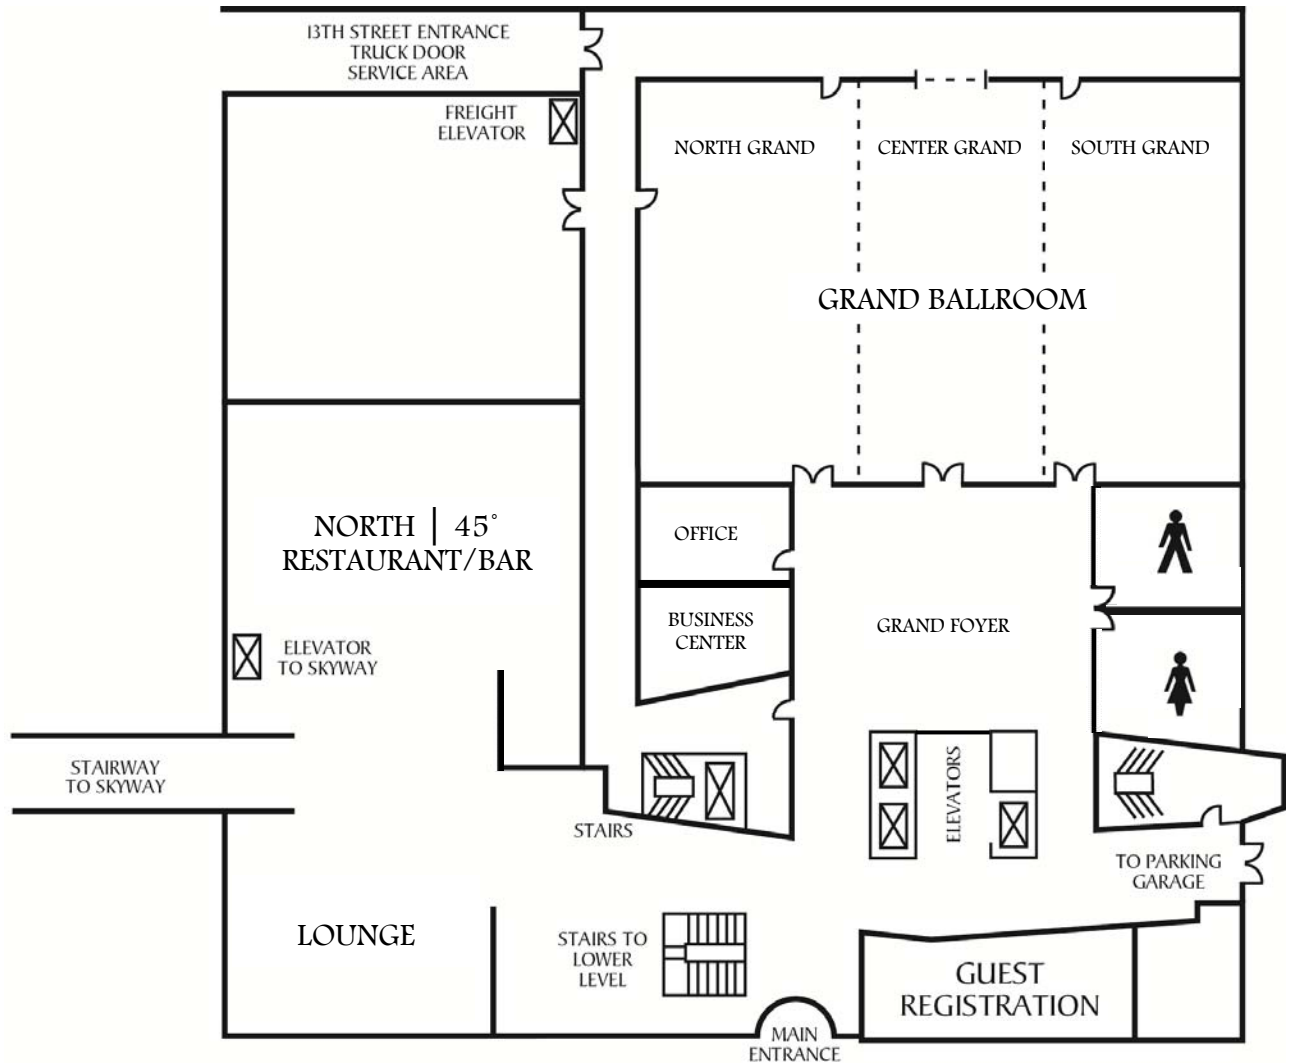 13TH STREET ENTRANCE
TRUCK DOOR
SERVICE AREA
FREIGHT
ELEVATOR
NORTH GRAND
CENTER GRAND
SOUTH GRAND
GRAND BALLROOM
NORTH | 45°
RESTAURANT/BAR
OFFICE
BUSINESS
CENTER
GRAND FOYER
ELEVATOR
TO SKYWAY
STAIRWAY
TO SKYWAY
ELEVATORS
STAIRS
TO PARKING
GARAGE
LOUNGE
STAIRS TO
LOWER
LEVEL
GUEST
REGISTRATION
MAIN
ENTRANCE